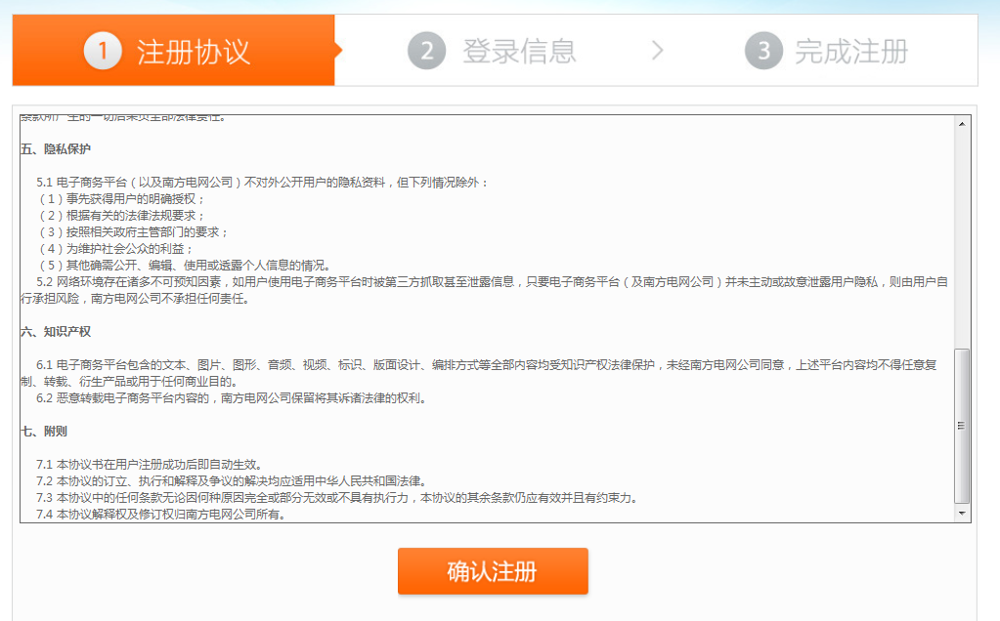 1 注册协议
2 登录信息
3 完成注册
条款所产生的一切后果负全部法律责任。
五、隐私保护
5.1 电子商务平台（以及南方电网公司）不对外公开用户的隐私资料，但下列情况除外：
（1）事先获得用户的明确授权；
（2）根据有关的法律法规要求；
（3）按照相关政府主管部门的要求；
（4）为维护社会公众的利益；
（5）其他确需公开、编辑、使用或透露个人信息的情况。
5.2 网络环境存在诸多不可预知因素，如用户使用电子商务平台时被第三方抓取甚至泄露信息，只要电子商务平台（及南方电网公司）并未主动或故意泄露用户隐私，则由用户自
行承担风险，南方电网公司不承担任何责任。
六、知识产权
6.1 电子商务平台包含的文本、图片、图形、音频、视频、标识、版面设计、编排方式等全部内容均受知识产权法律保护，未经南方电网公司同意，上述平台内容均不得任意复
制、转载、衍生产品或用于任何商业目的。
6.2 恶意转载电子商务平台内容的，南方电网公司保留将其诉诸法律的权利。
七、附则
7.1 本协议书在用户注册成功后即自动生效。
7.2 本协议的订立、执行和解释及争议的解决均应适用中华人民共和国法律。
7.3 本协议中的任何条款无论因何种原因完全或部分无效或不具有执行力，本协议的其余条款仍应有效并且有约束力。
7.4 本协议解释权及修订权归南方电网公司所有。
确认注册